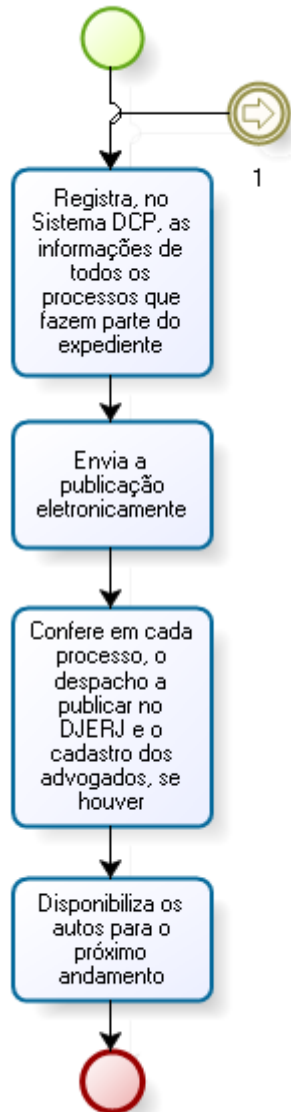 1
Registra, no
Sistema DCP, as
informações de
todos os
processos que
fazem parte do
expediente
Envia a
publicação
eletronicamente
Confere em cada
processo, o
despacho a
publicar no
DJERJ e o
cadastro dos
advogados, se
houver
Disponibiliza os
autos para o
próximo
andamento